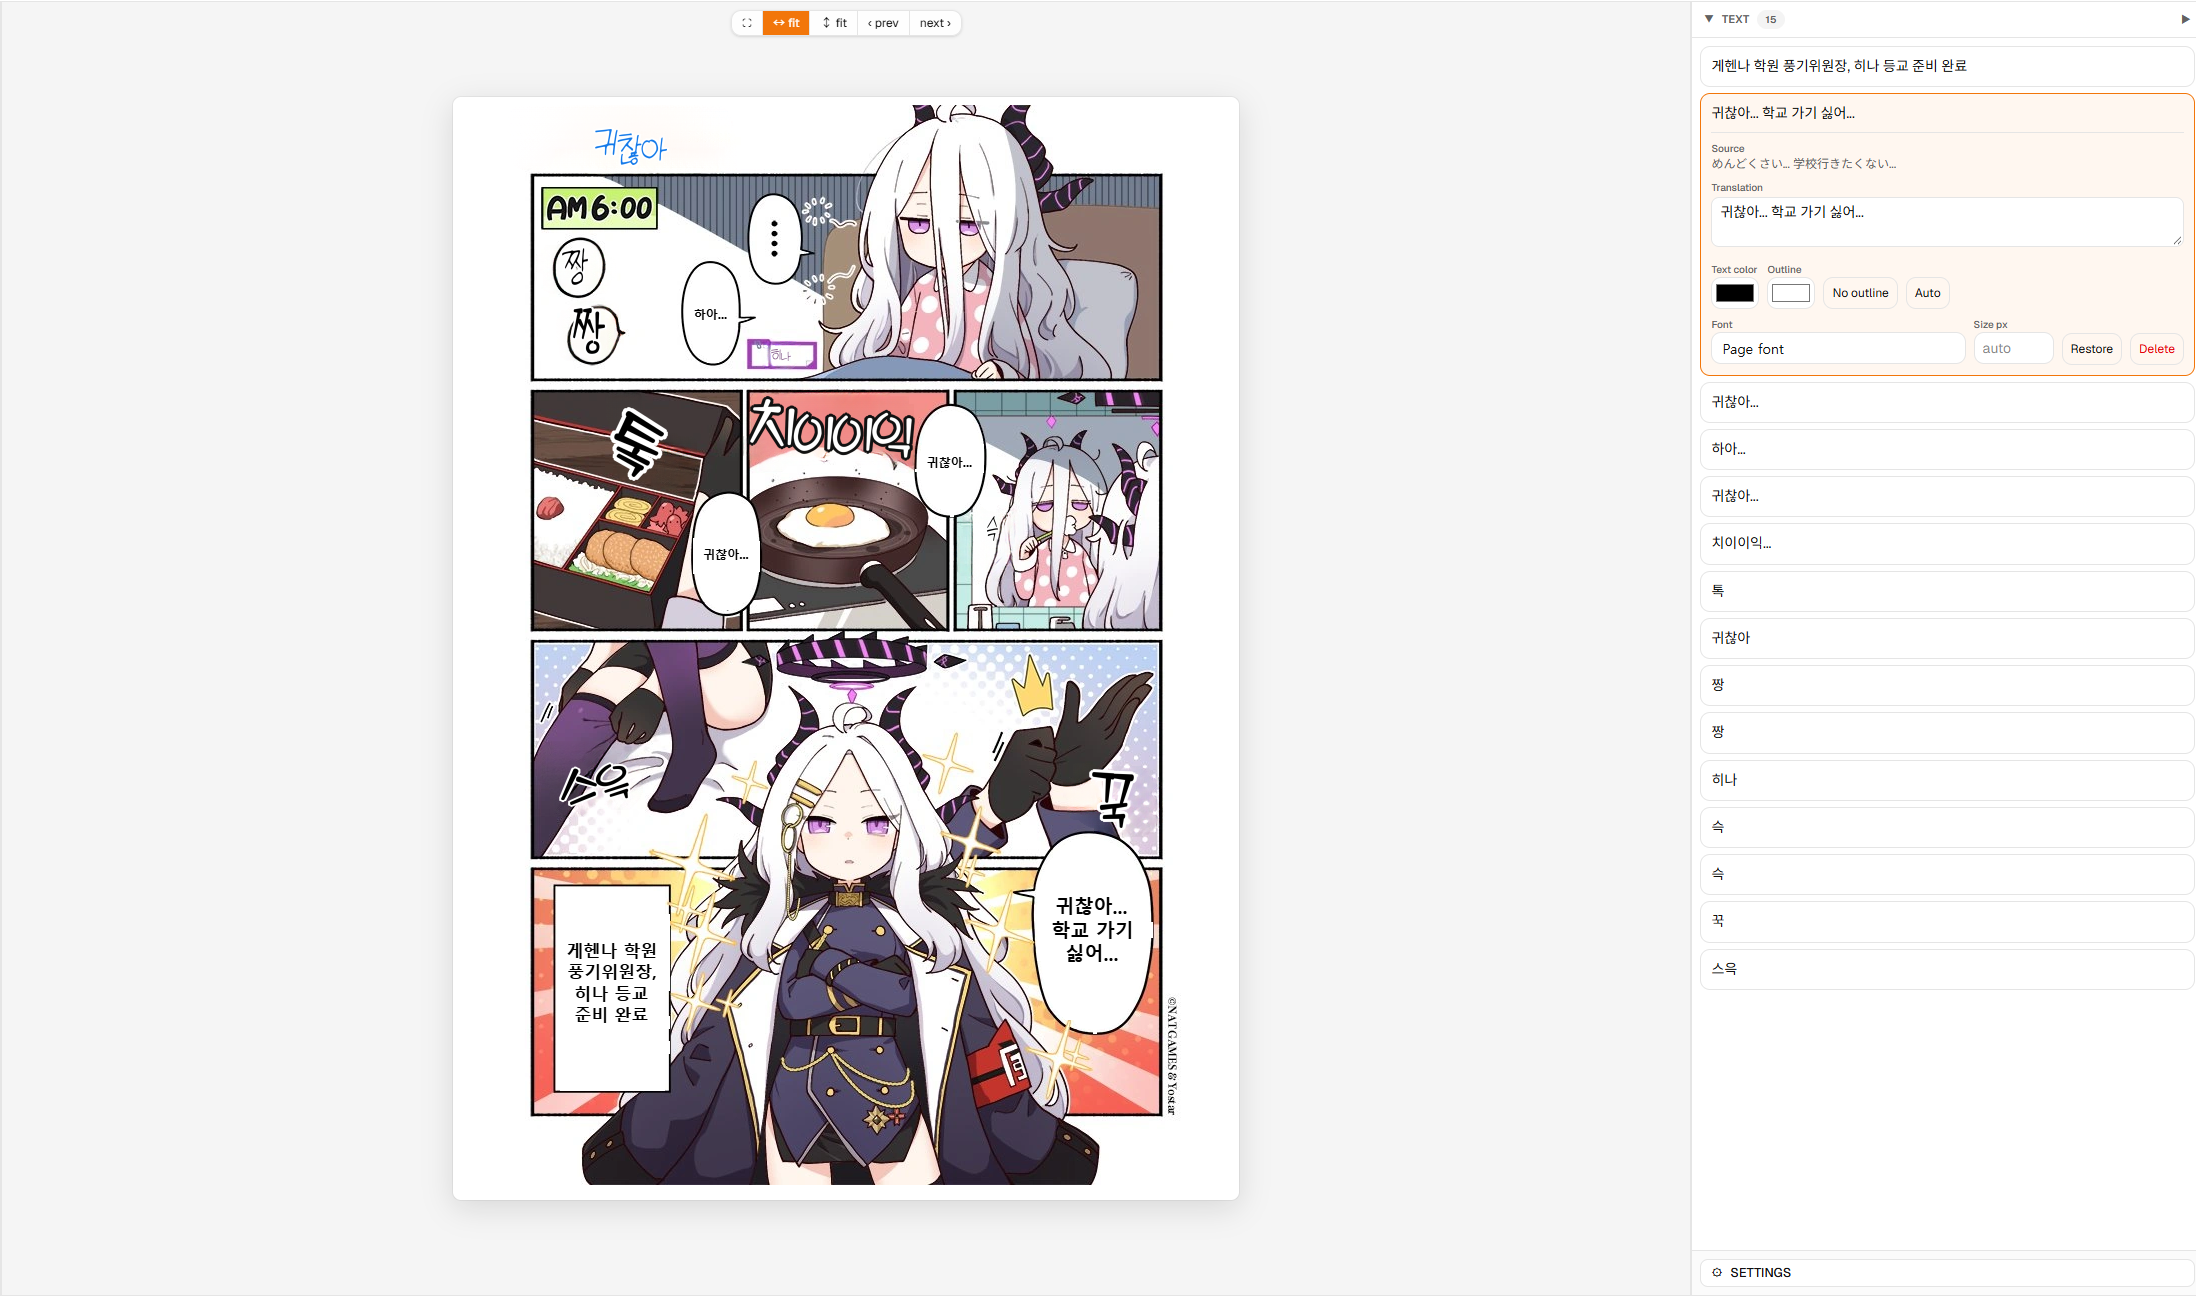 fit
fit
‹ prev
next ›
귀찮아
AM 6:00
짱
짱
하아...
히나
톡
치이이익
귀찮아...
귀찮아...
스윽
꾹
귀찮아...
학교 가기
싫어...
게헨나 학원
풍기위원장,
히나 등교
준비 완료
©NAT GAMES & Yostar
TEXT 15
게헨나 학원 풍기위원장, 히나 등교 준비 완료
귀찮아... 학교 가기 싫어...
Source
めんどくさい... 学校行きたくない...
Translation
귀찮아... 학교 가기 싫어...
Text color Outline
No outline Auto
Font Size px
Page font auto Restore Delete
귀찮아...
하아...
귀찮아...
치이이익...
톡
귀찮아
짱
짱
히나
슥
슥
꾹
스윽
SETTINGS